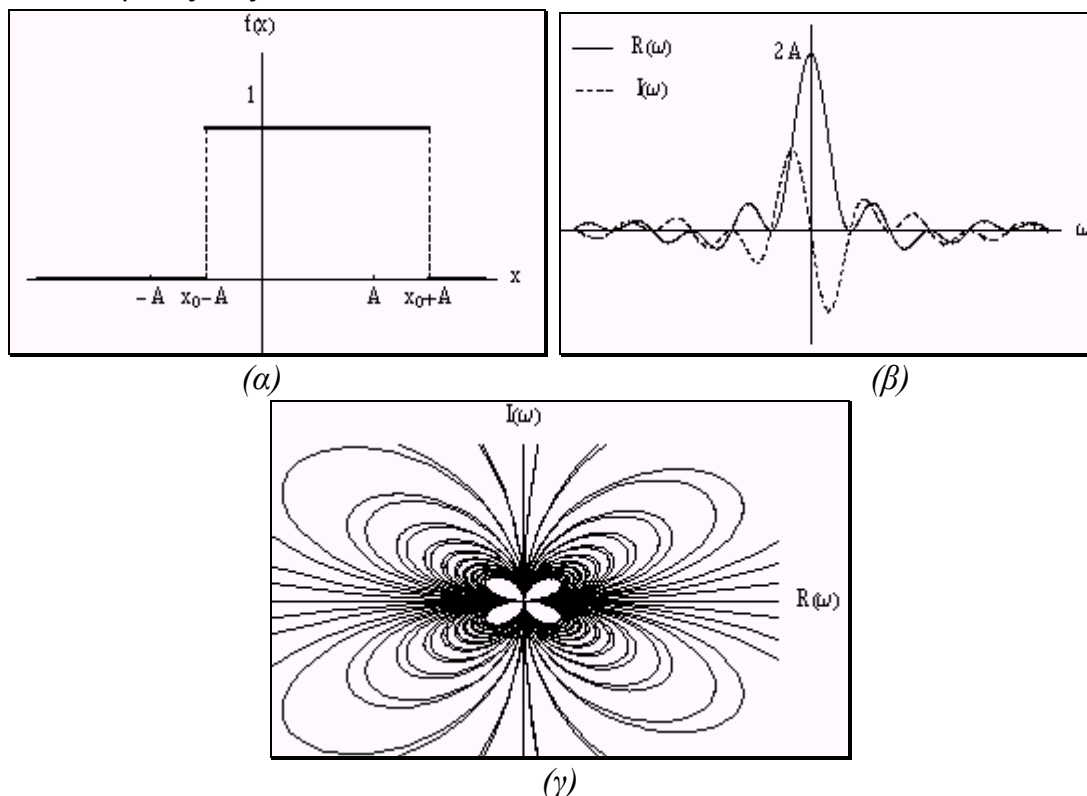 f(x)
1
-A x₀-A A x₀+A x
R(ω)
I(ω)
2A
ω
(α)
(β)
I(ω)
R(ω)
(γ)